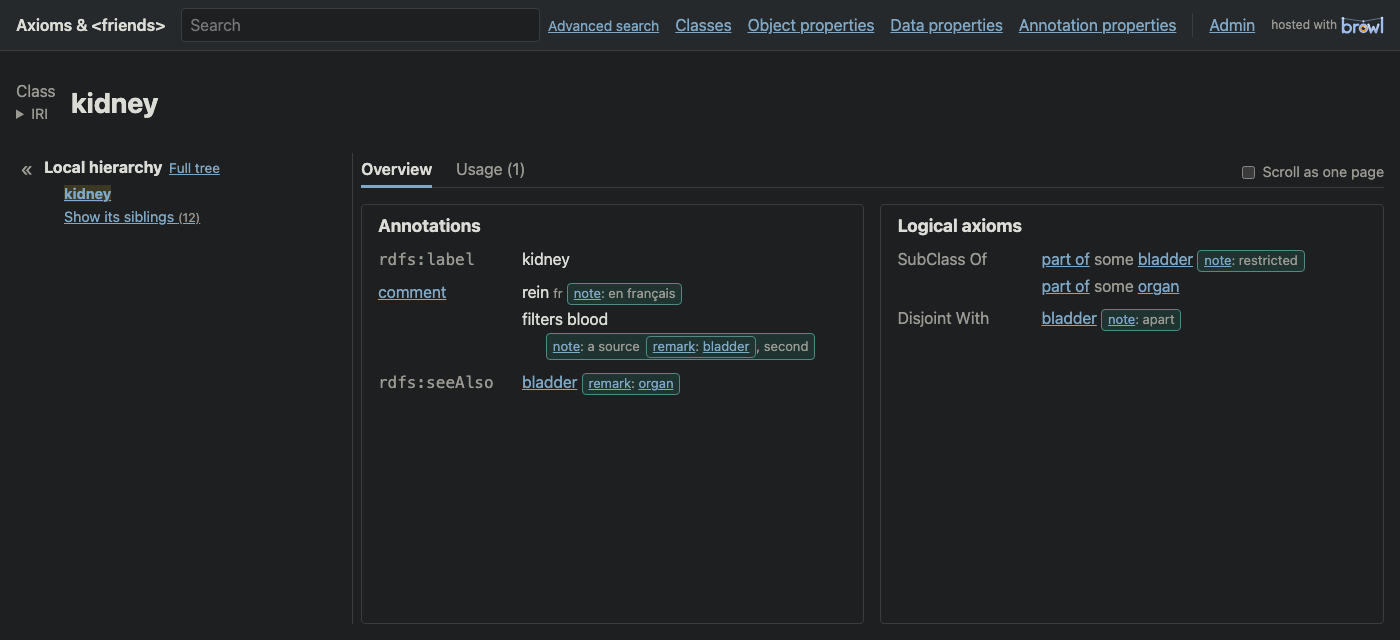 Axioms & <friends> Search Advanced search Classes Object properties Data properties Annotation properties Admin hosted with browl
Class
IRI
kidney
« Local hierarchy Full tree
kidney
Show its siblings (12)
Overview Usage (1) Scroll as one page
Annotations
rdfs:label kidney
comment rein fr note: en français
filters blood
note: a source remark: bladder, second
rdfs:seeAlso bladder remark: organ
Logical axioms
SubClass Of part of some bladder note: restricted
part of some organ
Disjoint With bladder note: apart